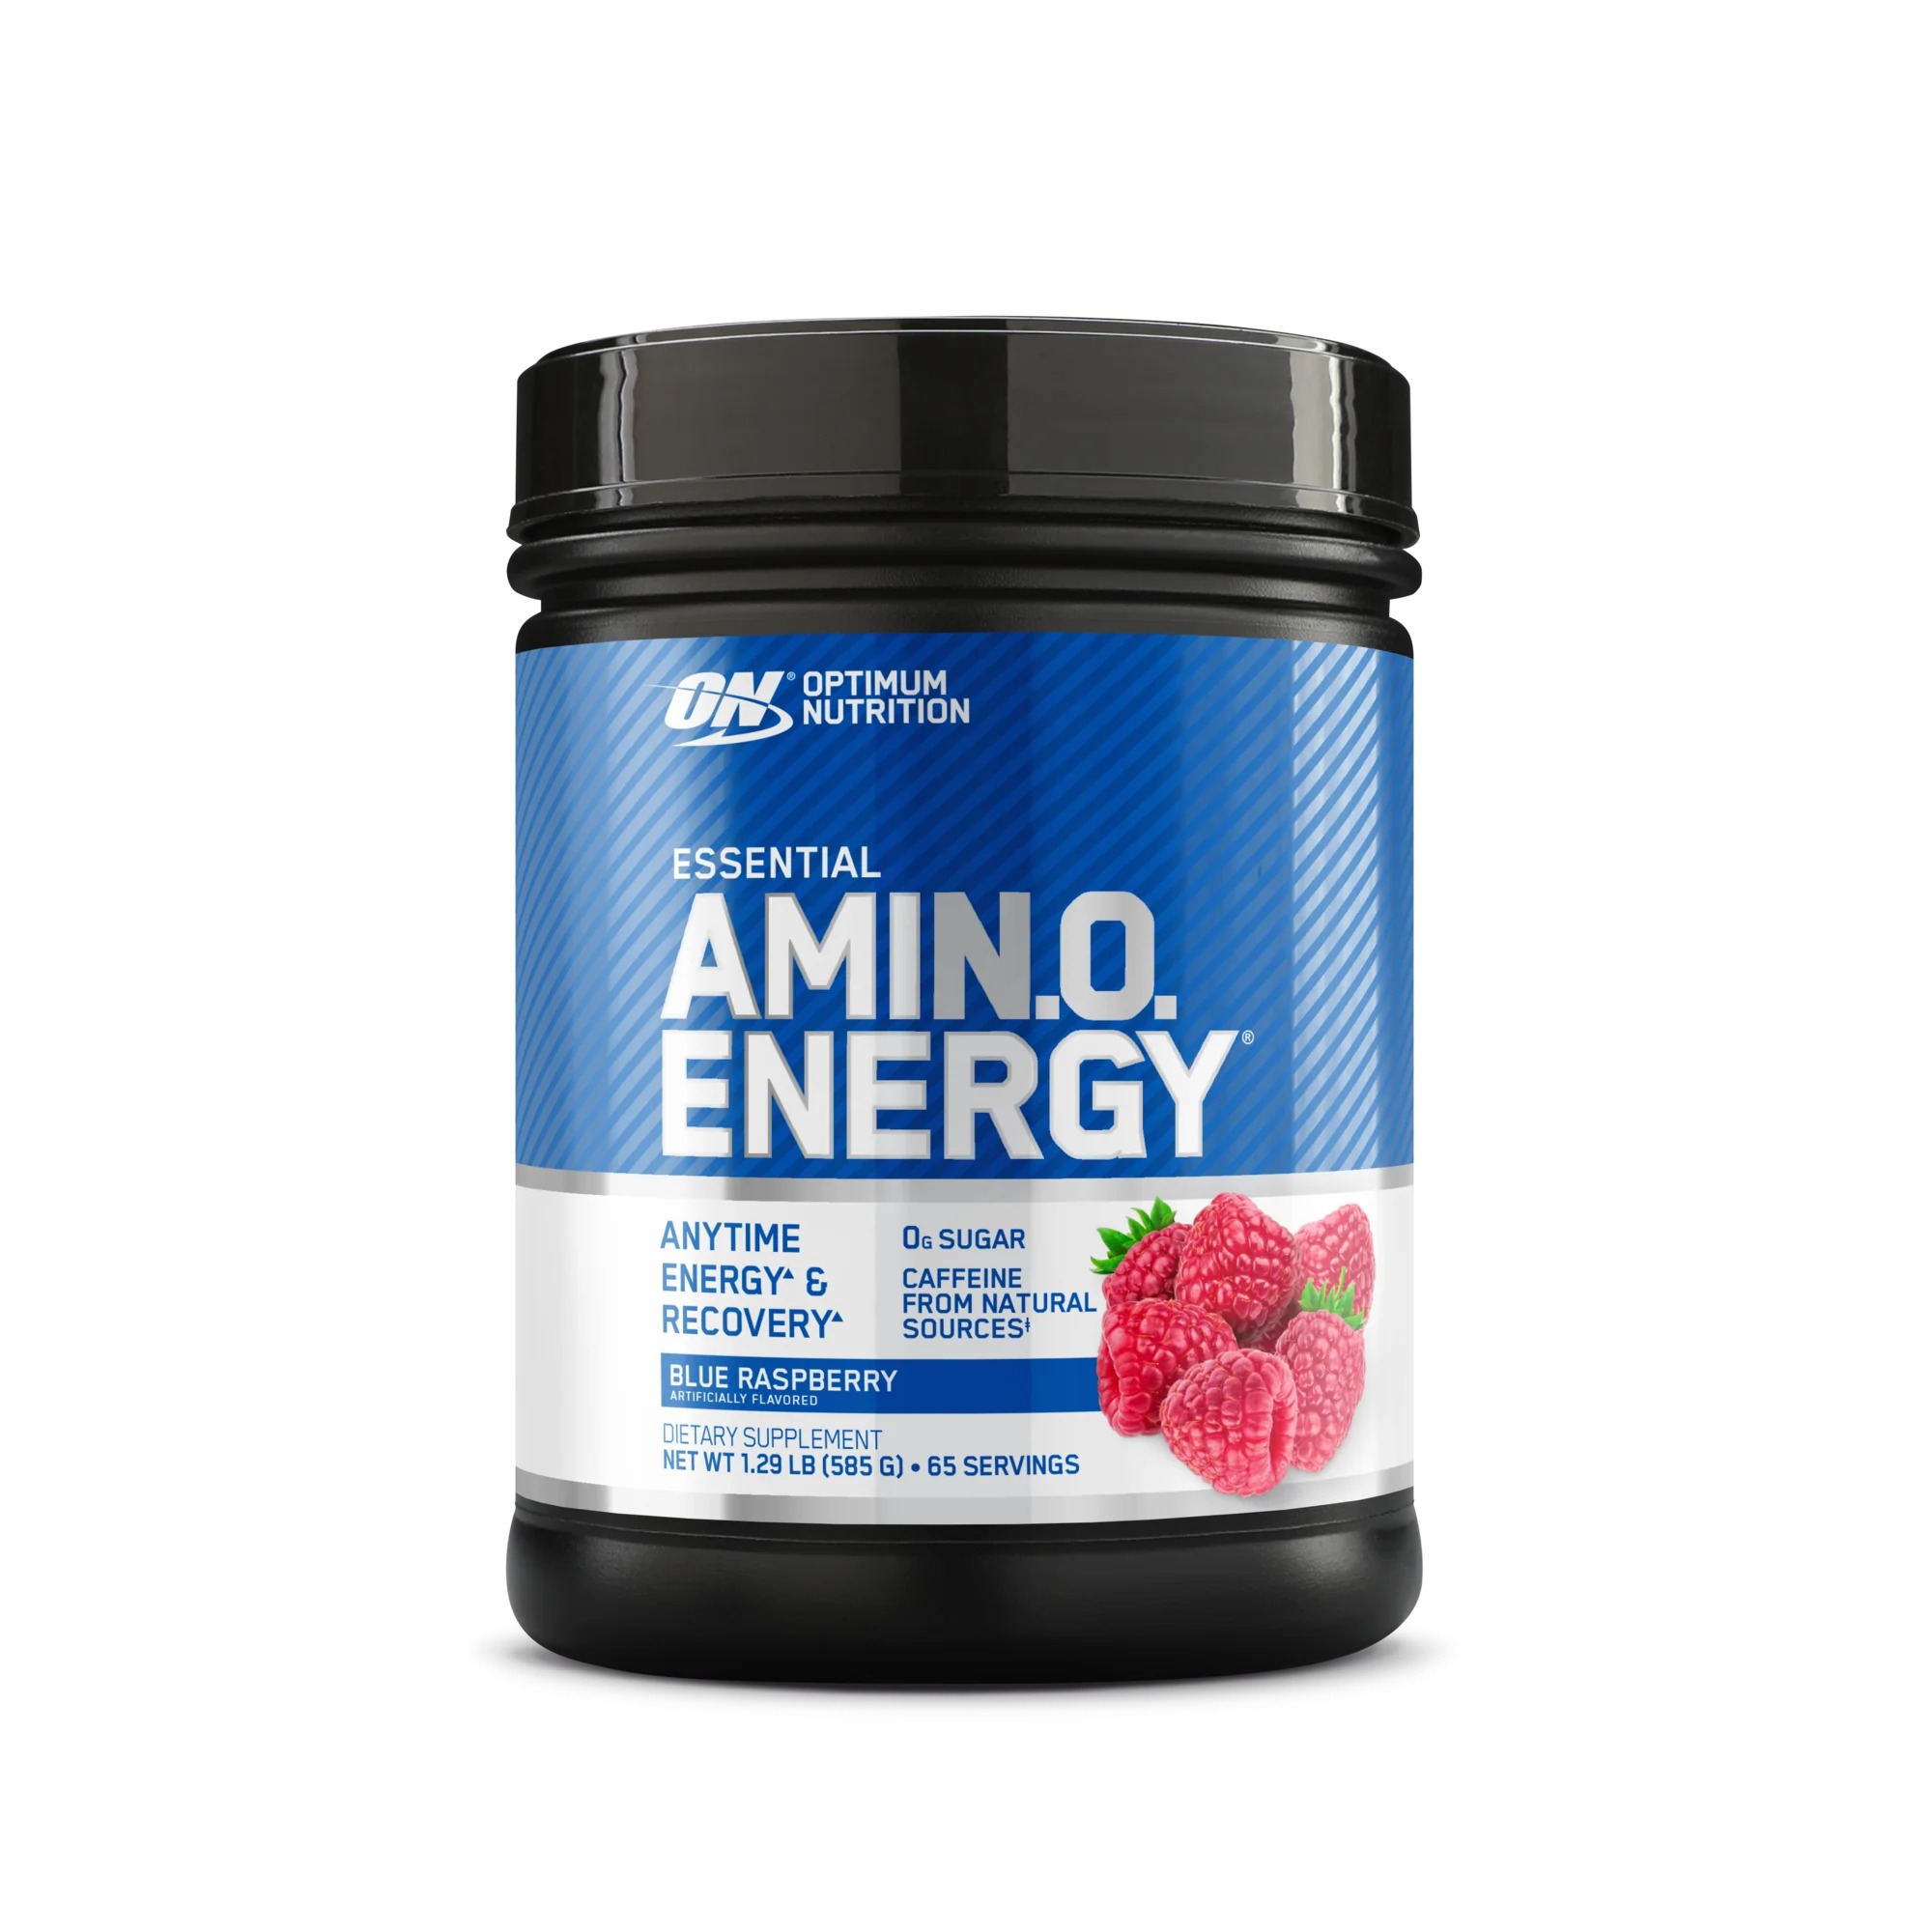 ON® OPTIMUM
NUTRITION
ESSENTIAL
AMIN.O.
ENERGY®
ANYTIME
ENERGY▲ &
RECOVERY▲
0G SUGAR
CAFFEINE
FROM NATURAL
SOURCES‡
BLUE RASPBERRY
ARTIFICIALLY FLAVORED
DIETARY SUPPLEMENT
NET WT 1.29 LB (585 G) • 65 SERVINGS